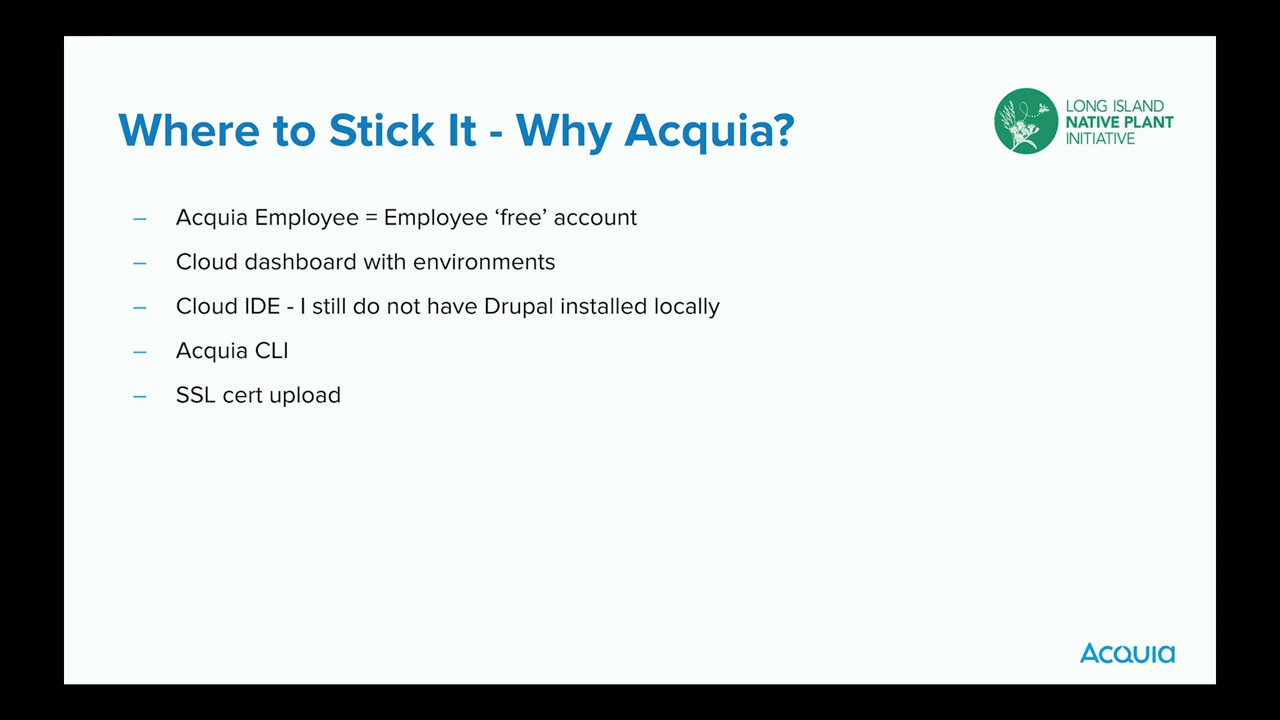 Where to Stick It - Why Acquia?
LONG ISLAND
NATIVE PLANT
INITIATIVE
– Acquia Employee = Employee ‘free’ account
– Cloud dashboard with environments
– Cloud IDE - I still do not have Drupal installed locally
– Acquia CLI
– SSL cert upload
Acquia